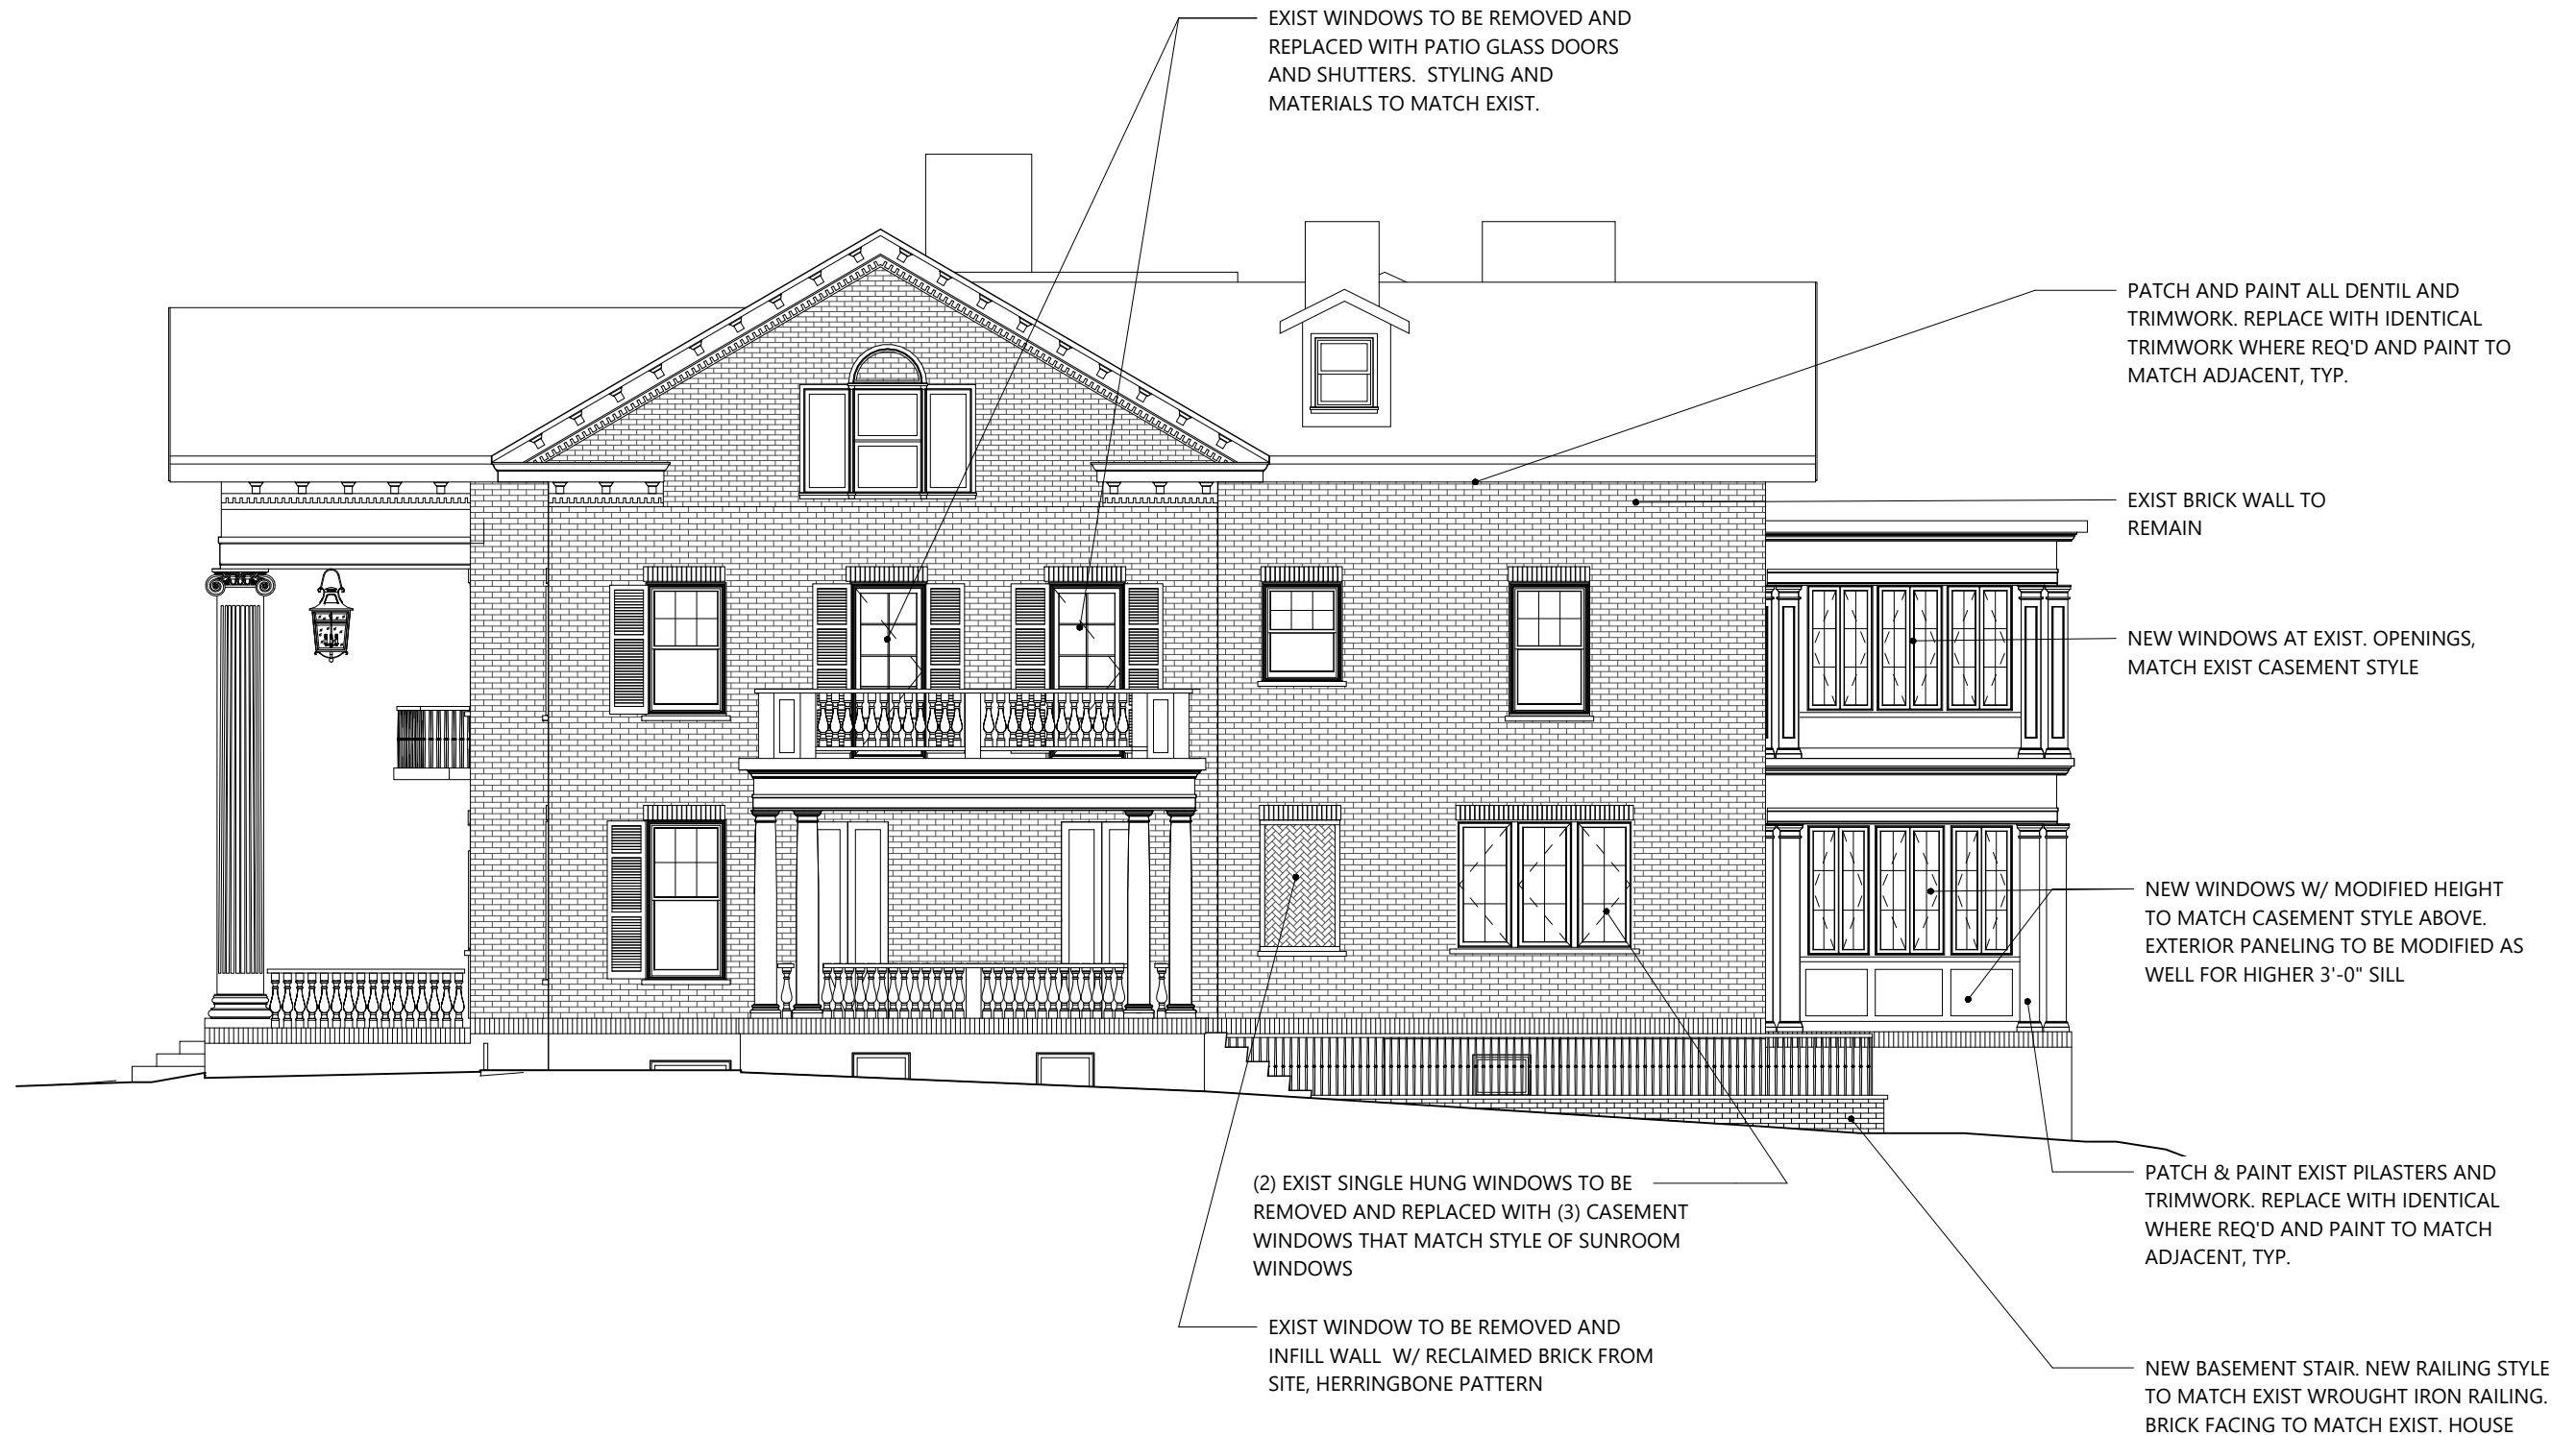 EXIST WINDOWS TO BE REMOVED AND
REPLACED WITH PATIO GLASS DOORS
AND SHUTTERS.  STYLING AND
MATERIALS TO MATCH EXIST.
PATCH AND PAINT ALL DENTIL AND
TRIMWORK. REPLACE WITH IDENTICAL
TRIMWORK WHERE REQ'D AND PAINT TO
MATCH ADJACENT, TYP.
EXIST BRICK WALL TO
REMAIN
NEW WINDOWS AT EXIST. OPENINGS,
MATCH EXIST CASEMENT STYLE
NEW WINDOWS W/ MODIFIED HEIGHT
TO MATCH CASEMENT STYLE ABOVE.
EXTERIOR PANELING TO BE MODIFIED AS
WELL FOR HIGHER 3'-0" SILL
(2) EXIST SINGLE HUNG WINDOWS TO BE
REMOVED AND REPLACED WITH (3) CASEMENT
WINDOWS THAT MATCH STYLE OF SUNROOM
WINDOWS
PATCH & PAINT EXIST PILASTERS AND
TRIMWORK. REPLACE WITH IDENTICAL
WHERE REQ'D AND PAINT TO MATCH
ADJACENT, TYP.
EXIST WINDOW TO BE REMOVED AND
INFILL WALL  W/ RECLAIMED BRICK FROM
SITE, HERRINGBONE PATTERN
NEW BASEMENT STAIR. NEW RAILING STYLE
TO MATCH EXIST WROUGHT IRON RAILING.
BRICK FACING TO MATCH EXIST. HOUSE